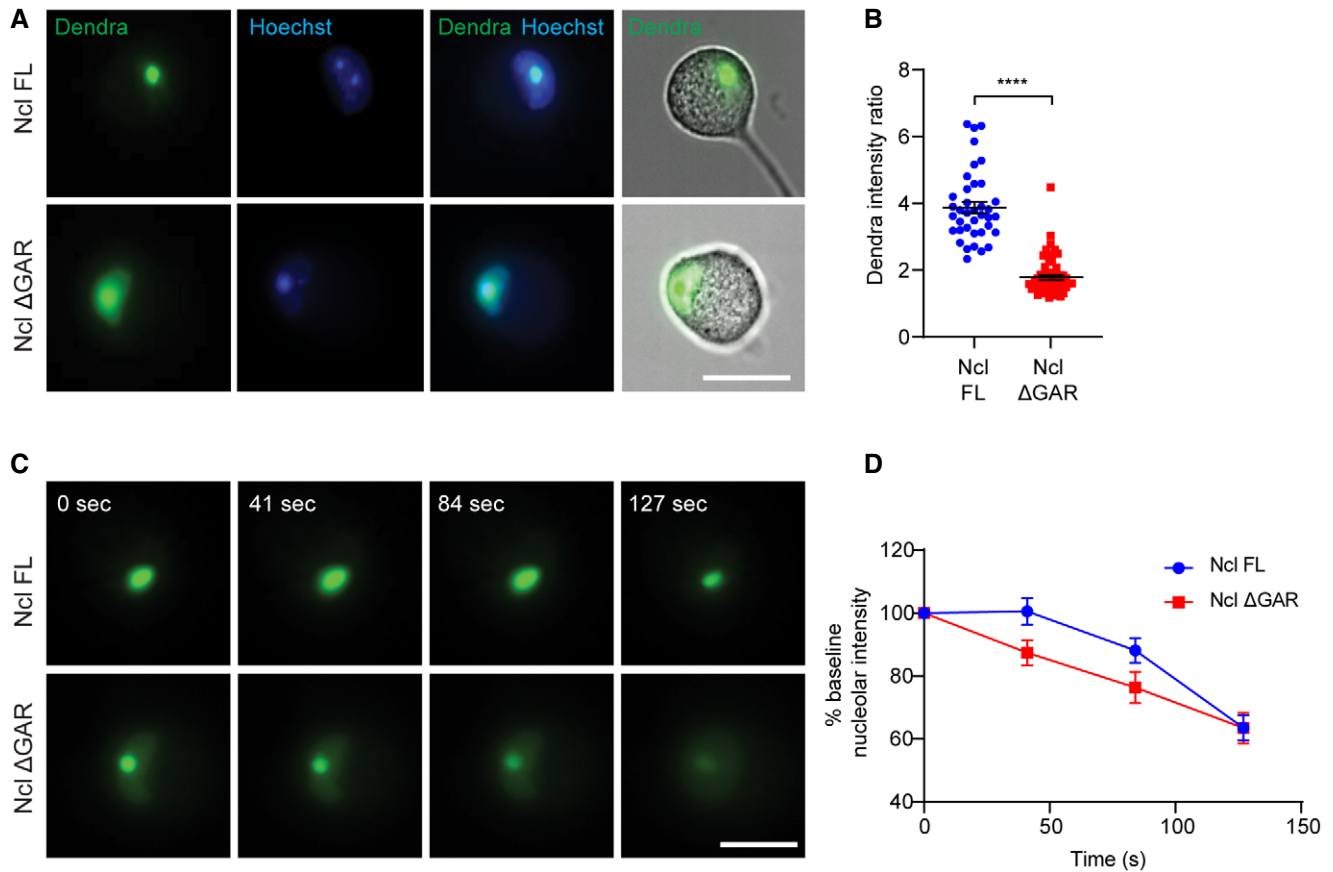 A
Dendra
Hoechst
Dendra Hoechst
Dendra
Ncl FL
Ncl ΔGAR
B
Dendra intensity ratio
8
6
4
2
0
****
Ncl FL
Ncl ΔGAR
C
0 sec
41 sec
84 sec
127 sec
Ncl FL
Ncl ΔGAR
D
% baseline
nucleolar intensity
120
100
80
60
40
0
50
100
150
Time (s)
Ncl FL
Ncl ΔGAR